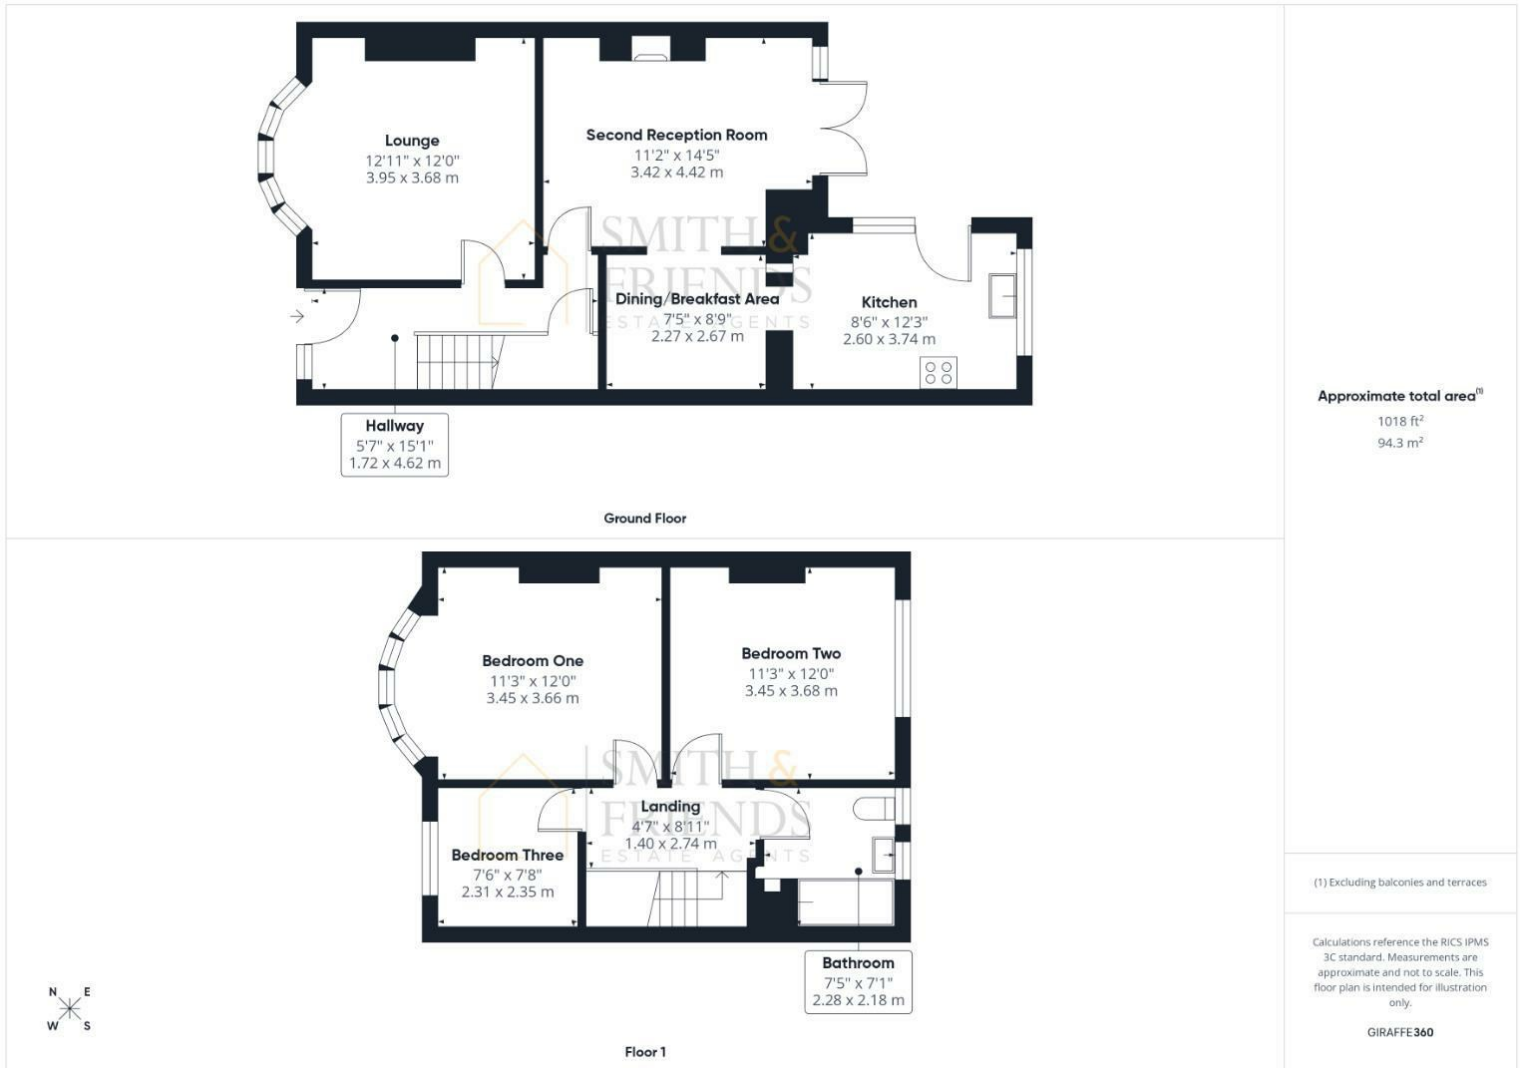 Lounge
12'11" x 12'0"
3.95 x 3.68 m
Second Reception Room
11'2" x 14'5"
3.42 x 4.42 m
SMITH &
FRIENDS
ESTATE AGENTS
Dining/Breakfast Area
7'5" x 8'9"
2.27 x 2.67 m
Kitchen
8'6" x 12'3"
2.60 x 3.74 m
Hallway
5'7" x 15'1"
1.72 x 4.62 m
Ground Floor
Approximate total area(1)
1018 ft²
94.3 m²
Bedroom One
11'3" x 12'0"
3.45 x 3.66 m
Bedroom Two
11'3" x 12'0"
3.45 x 3.68 m
SMITH &
FRIENDS
ESTATE AGENTS
Landing
4'7" x 8'11"
1.40 x 2.74 m
Bedroom Three
7'6" x 7'8"
2.31 x 2.35 m
Bathroom
7'5" x 7'1"
2.28 x 2.18 m
N E
W S
Floor 1
(1) Excluding balconies and terraces
Calculations reference the RICS IPMS
3C standard. Measurements are
approximate and not to scale. This
floor plan is intended for illustration
only.
GIRAFFE360